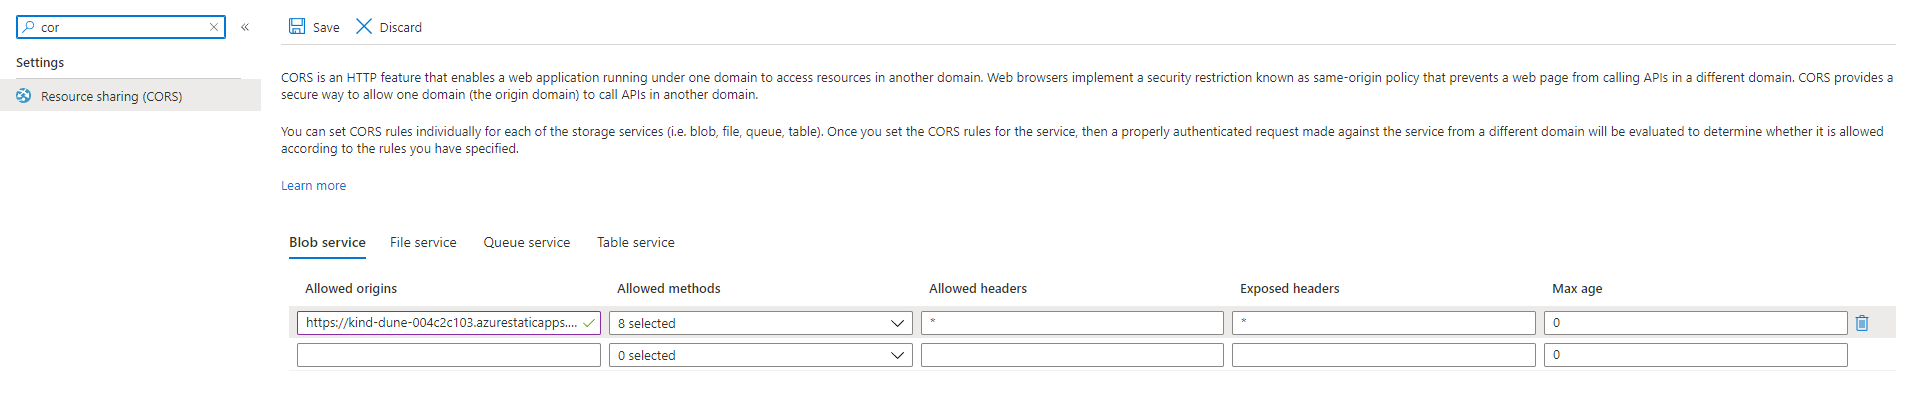 cor
Save Discard
Settings
Resource sharing (CORS)
CORS is an HTTP feature that enables a web application running under one domain to access resources in another domain. Web browsers implement a security restriction known as same-origin policy that prevents a web page from calling APIs in a different domain. CORS provides a
secure way to allow one domain (the origin domain) to call APIs in another domain.
You can set CORS rules individually for each of the storage services (i.e. blob, file, queue, table). Once you set the CORS rules for the service, then a properly authenticated request made against the service from a different domain will be evaluated to determine whether it is allowed
according to the rules you have specified.
Learn more
Blob service File service Queue service Table service
Allowed origins Allowed methods Allowed headers Exposed headers Max age
https://kind-dune-004c2c103.azurestaticapps.... 8 selected * * 0
0 selected 0